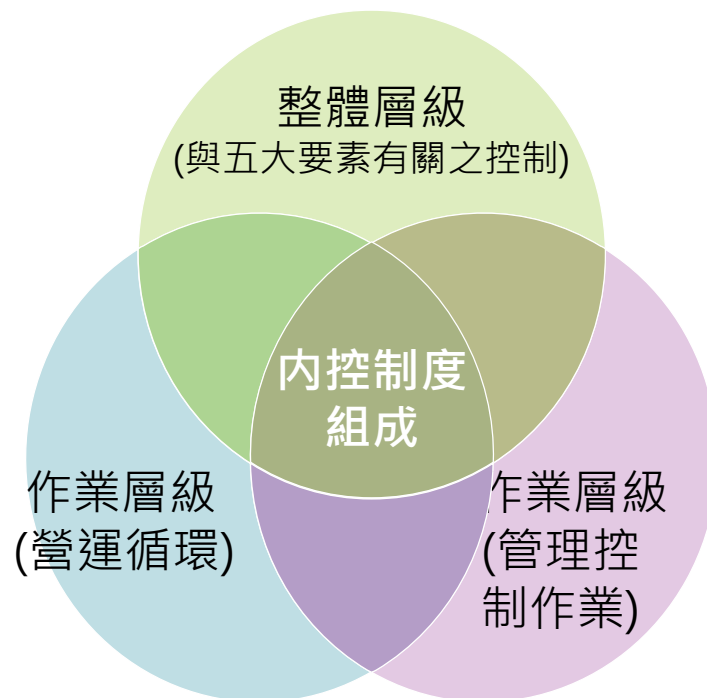 整體層級
(與五大要素有關之控制)
內控制度
組成
作業層級
(營運循環)
作業層級
(管理控
制作業)